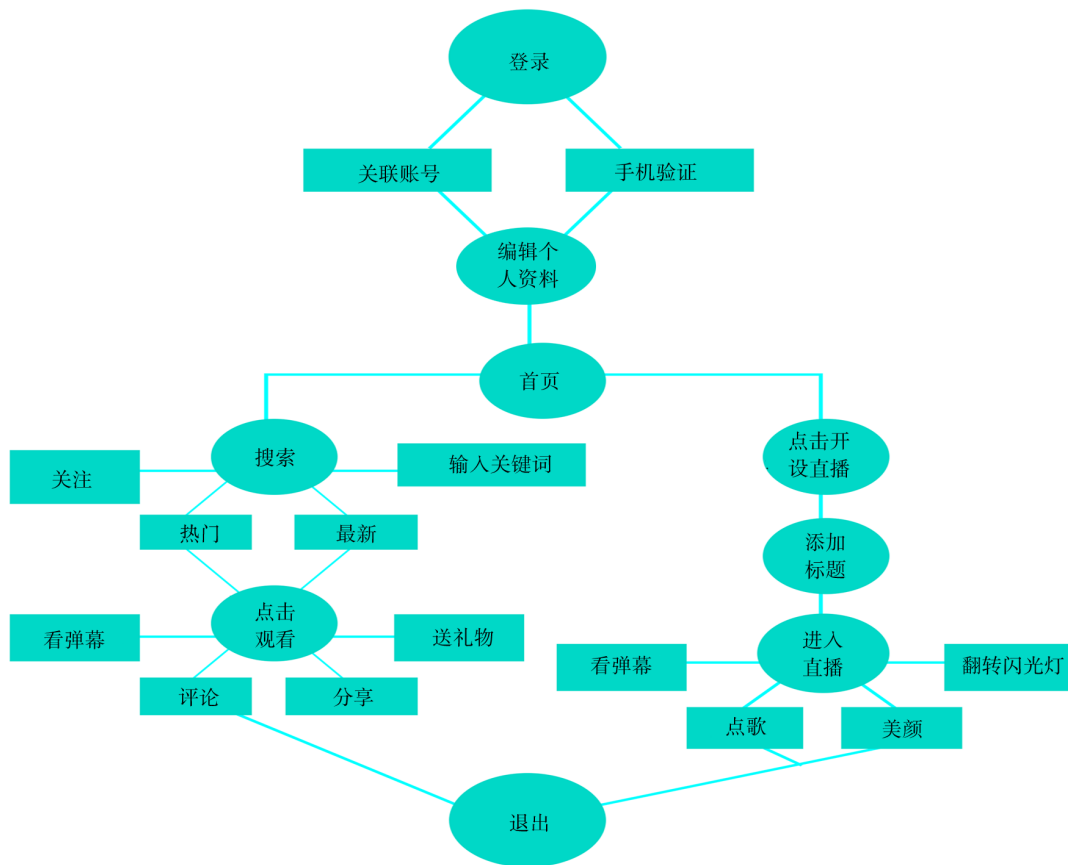 登录
关联账号
手机验证
编辑个
人资料
首页
搜索
关注
输入关键词
热门
最新
点击
观看
看弹幕
送礼物
评论
分享
点击开
设直播
添加
标题
进入
直播
看弹幕
翻转闪光灯
点歌
美颜
退出